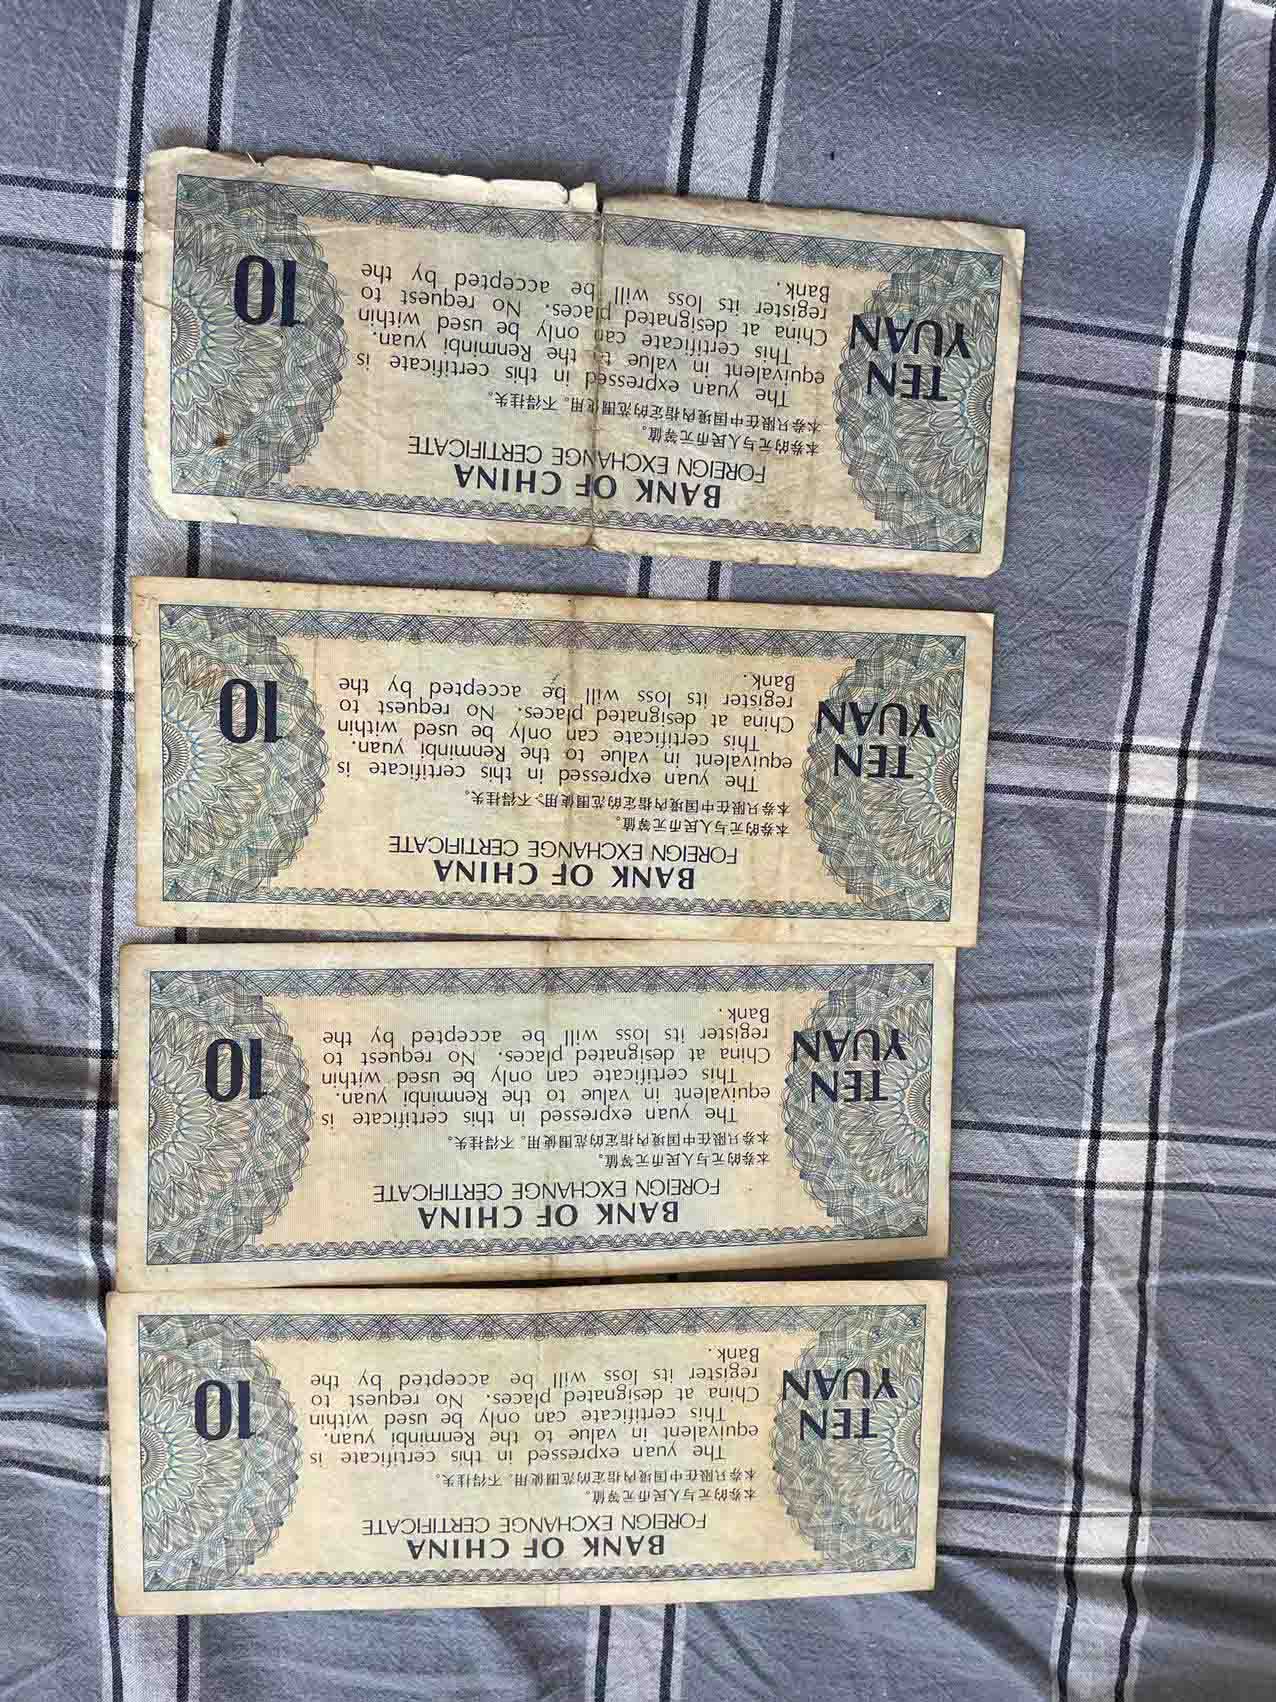 BANK OF CHINA
FOREIGN EXCHANGE CERTIFICATE
本券的元与人民币元等值。
本券只限在中国境内指定的范围使用。不得挂失。
The yuan expressed in this certificate is
equivalent in value to the Renminbi yuan.
This certificate can only be used within
China at designated places. No request to
register its loss will be accepted by the
Bank.
TEN
YUAN
10
BANK OF CHINA
FOREIGN EXCHANGE CERTIFICATE
本券的元与人民币元等值。
本券只限在中国境内指定的范围使用。不得挂失。
The yuan expressed in this certificate is
equivalent in value to the Renminbi yuan.
This certificate can only be used within
China at designated places. No request to
register its loss will be accepted by the
Bank.
TEN
YUAN
10
BANK OF CHINA
FOREIGN EXCHANGE CERTIFICATE
本券的元与人民币元等值。
本券只限在中国境内指定的范围使用。不得挂失。
The yuan expressed in this certificate is
equivalent in value to the Renminbi yuan.
This certificate can only be used within
China at designated places. No request to
register its loss will be accepted by the
Bank.
TEN
YUAN
10
BANK OF CHINA
FOREIGN EXCHANGE CERTIFICATE
本券的元与人民币元等值。
本券只限在中国境内指定的范围使用。不得挂失。
The yuan expressed in this certificate is
equivalent in value to the Renminbi yuan.
This certificate can only be used within
China at designated places. No request to
register its loss will be accepted by the
Bank.
TEN
YUAN
10